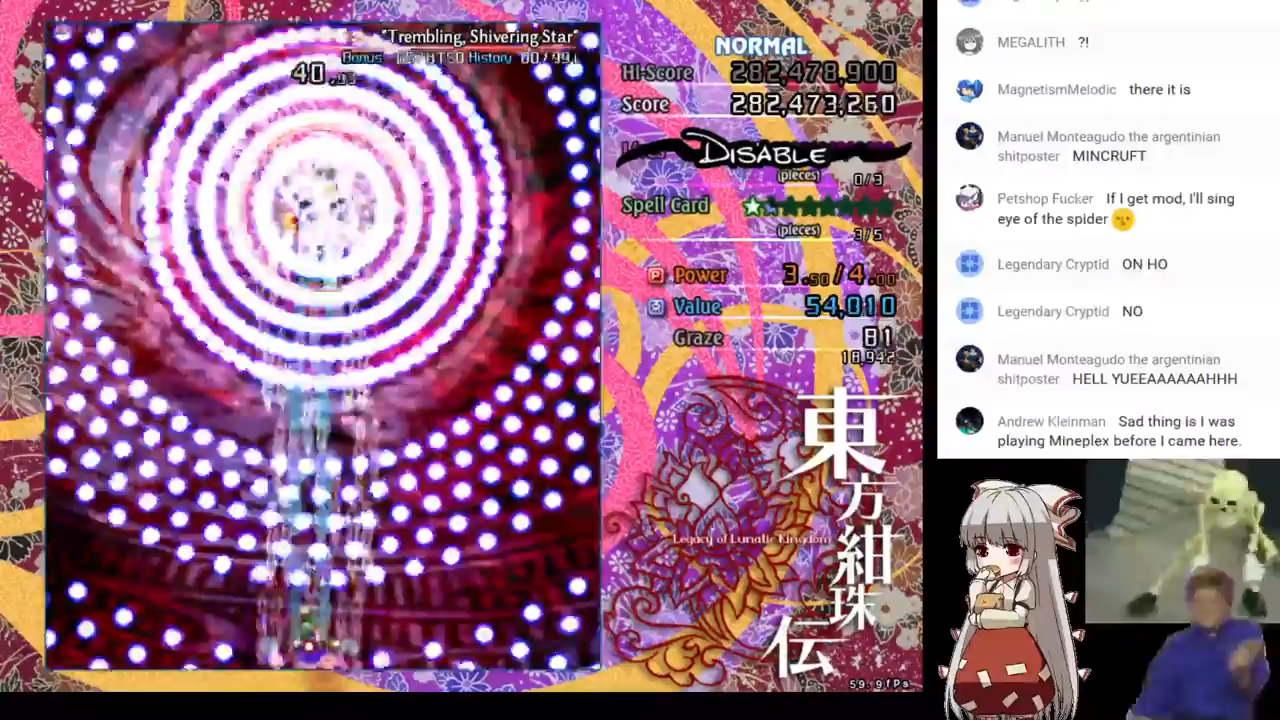 "Trembling, Shivering Star"
Bonus
History
40
NORMAL
Hi-Score 282,478,900
Score 282,473,260
DISABLE
(pieces) 0/3
Spell Card
(pieces) 3/5
Power 3.50/4.00
Value 54,010
Graze 81
18,942
東方紺珠伝
Legacy of Lunatic Kingdom
59.9fps
MEGALITH ?!
MagnetismMelodic there it is
Manuel Monteagudo the argentinian
shitposter MINCRUFT
Petshop Fucker If I get mod, I'll sing
eye of the spider
Legendary Cryptid ON HO
Legendary Cryptid NO
Manuel Monteagudo the argentinian
shitposter HELL YUEEAAAAAAHHH
Andrew Kleinman Sad thing is I was
playing Mineplex before I came here.